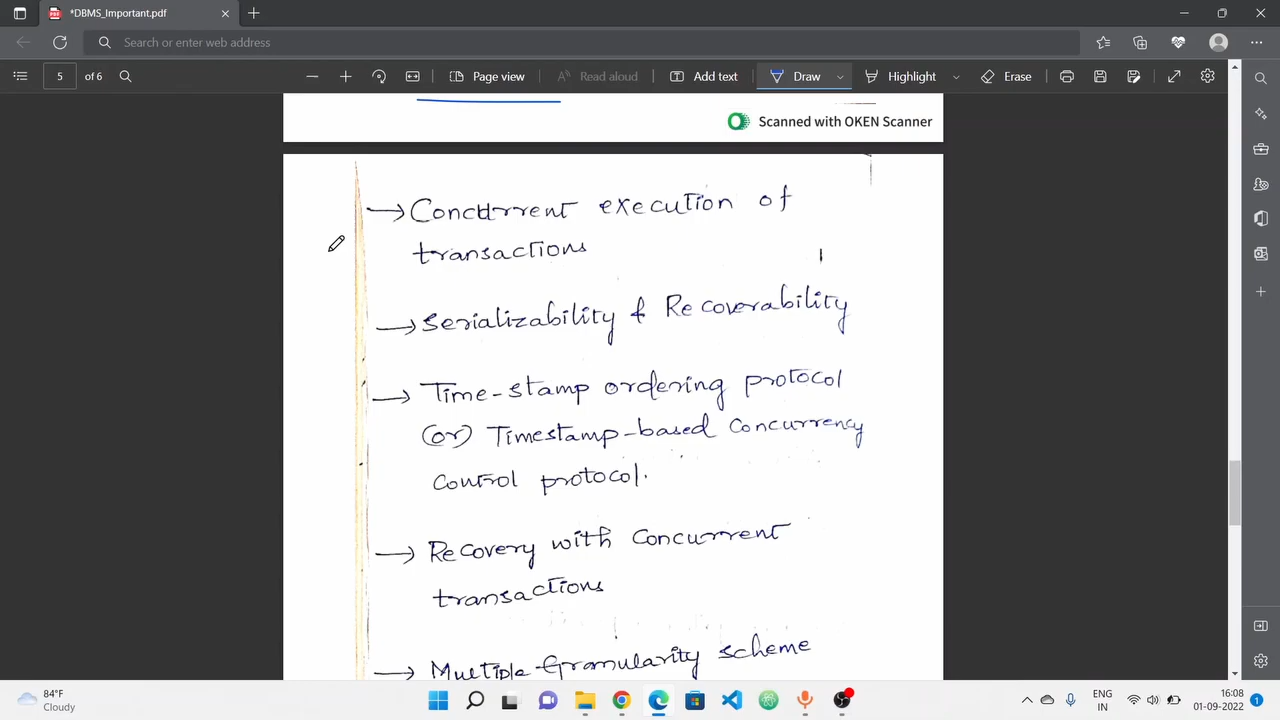 *DBMS_Important.pdf
Search or enter web address
5 of 6
Page view
Read aloud
Add text
Draw
Highlight
Erase
Scanned with OKEN Scanner
→ Concurrent execution of
transactions
→ Serializability & Recoverability
→ Time-stamp ordering protocol
(or) Timestamp-based concurrency
control protocol.
→ Recovery with concurrent
transactions
→ Multiple Granularity scheme
84°F
Cloudy
ENG
IN
16:08
01-09-2022
1